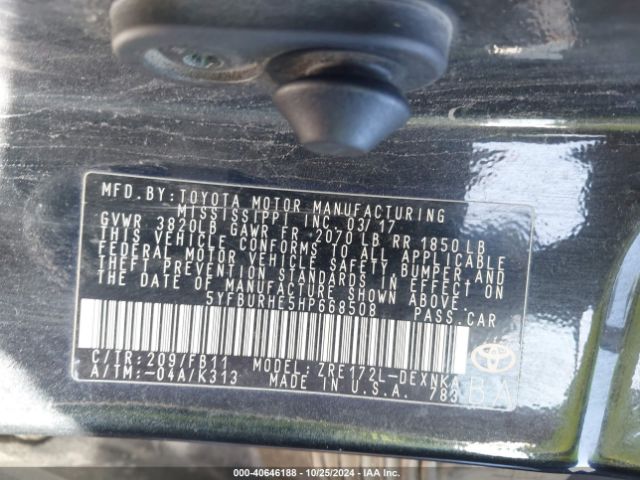 MFD. BY: TOYOTA MOTOR MANUFACTURING
MISSISSIPPI INC. 03/17
GVWR 3820LB GAWR FR 2070 LB RR 1850 LB
THIS VEHICLE CONFORMS TO ALL APPLICABLE
FEDERAL MOTOR VEHICLE SAFETY, BUMPER AND
THEFT PREVENTION STANDARDS IN EFFECT ON
THE DATE OF MANUFACTURE SHOWN ABOVE.
5YFBURHE5HP668508 PASS.CAR
C/TR:209/FB11 MODEL:ZRE172L-DEXNKA
A/TM:-04A/K313 MADE IN U.S.A. 783
BA
000-40646188 - 10/25/2024 - IAA Inc.